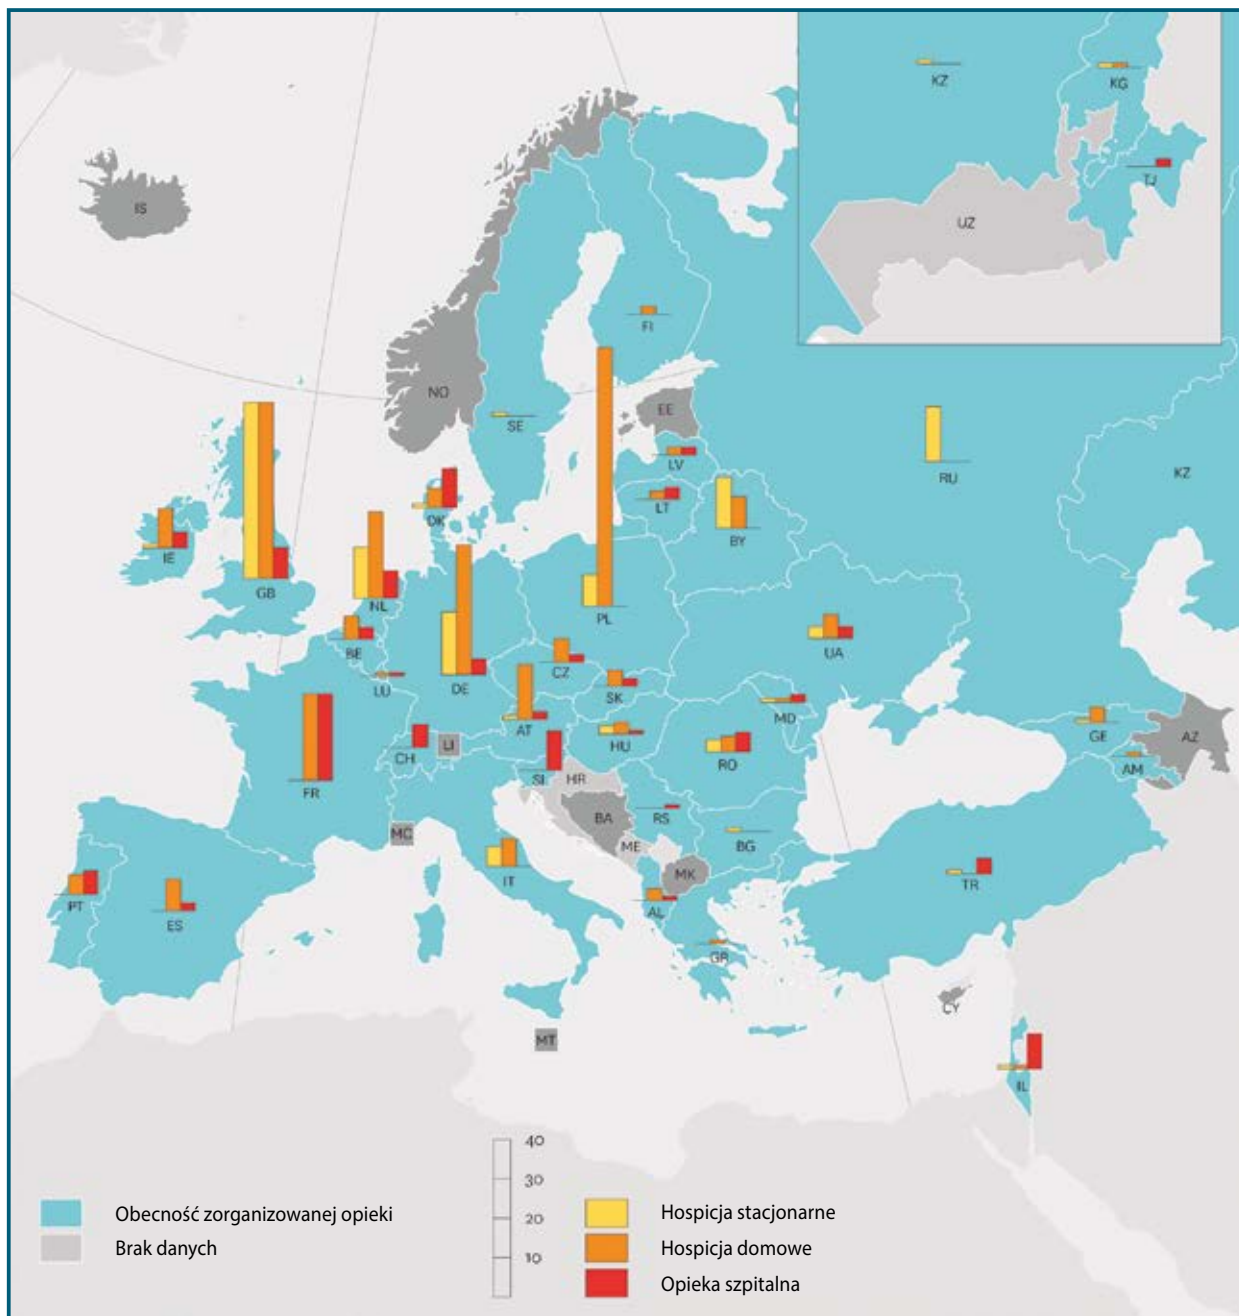 KZ
KG
TJ
UZ
IS
FI
NO
EE
SE
LV
RU
KZ
LT
DK
IE
BY
GB
NL
PL
UA
BE
CZ
LU
DE
SK
MD
AT
GE
AZ
CH
LI
HU
RO
AM
SI
HR
FR
RS
BA
MC
BG
ME
IT
MK
TR
PT
ES
AL
GR
CY
MT
IL
40
30
20
10
Obecność zorganizowanej opieki
Brak danych
Hospicja stacjonarne
Hospicja domowe
Opieka szpitalna